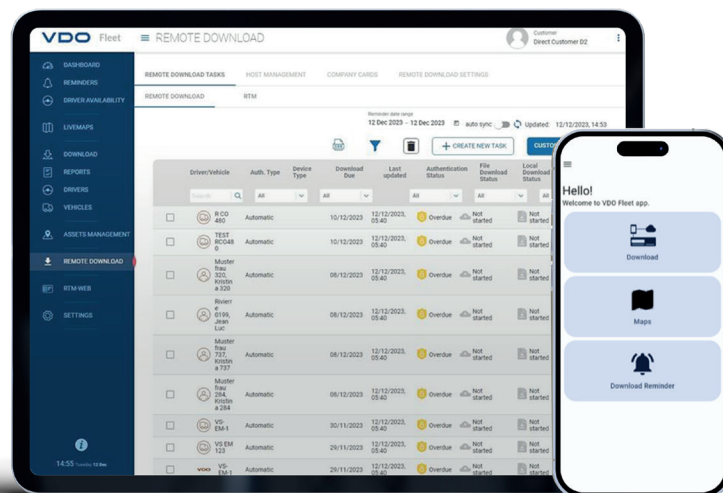 VDO Fleet
REMOTE DOWNLOAD
Customer
Direct Customer D2
DASHBOARD
REMINDERS
DRIVER AVAILABILITY
LIVEMAPS
DOWNLOAD
REPORTS
DRIVERS
VEHICLES
ASSETS MANAGEMENT
REMOTE DOWNLOAD
RTM-WEB
SETTINGS
14:55 Tuesday 12 Dec
REMOTE DOWNLOAD TASKS HOST MANAGEMENT COMPANY CARDS REMOTE DOWNLOAD SETTINGS
REMOTE DOWNLOAD RTM
Reminder date range
12 Dec 2023 - 12 Dec 2023 auto sync Updated: 12/12/2023, 14:53
+ CREATE NEW TASK CUSTO
Driver/Vehicle Auth. Type Device Type Download Due Last updated Authentication Status File Download Status Local Download Status
Search All All All All All
R CO 480 Automatic 10/12/2023 12/12/2023, 05:40 Overdue Not started Not started
TEST RCO48 0 Automatic 10/12/2023 12/12/2023, 05:40 Overdue Not started Not started
Muster frau 320, Kristin a 320 Automatic 08/12/2023 12/12/2023, 05:40 Overdue Not started Not started
Rivierr e 0199, Jean Luc Automatic 08/12/2023 12/12/2023, 05:40 Overdue Not started Not started
Muster frau 737, Kristin a 737 Automatic 08/12/2023 12/12/2023, 05:40 Overdue Not started Not started
Muster frau 284, Kristin a 284 Automatic 08/12/2023 12/12/2023, 05:40 Overdue Not started Not started
VS-EM-1 Automatic 30/11/2023 12/12/2023, 05:40 Overdue Not started Not started
VS EM 123 Automatic 29/11/2023 12/12/2023, 05:40 Overdue Not started Not started
VDO VS-EM-1 Automatic 29/11/2023 12/12/2023, 05:40 Overdue Not started Not started
Hello!
Welcome to VDO Fleet app.
Download
Maps
Download Reminder